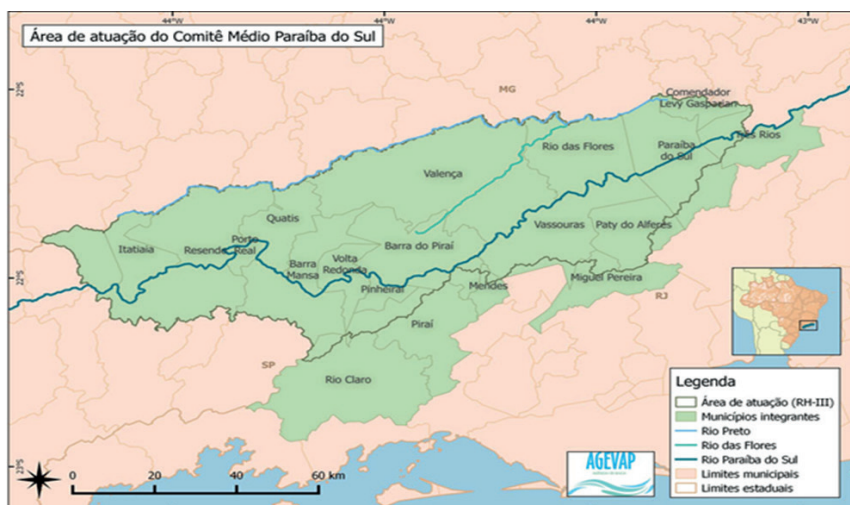 44°W 44°W 44°W 43°W
Área de atuação do Comitê Médio Paraíba do Sul
22°S
22°S
MG
Comendador
Levy Gasparian
Três Rios
Rio das Flores
Paraíba
do Sul
Valença
Quatis
Vassouras
Paty do Alferes
Itatiaia
Resende
Porto
Real
Barra do Piraí
Barra
Mansa
Volta
Redonda
22°S
Pinheiral
Mendes
Miguel Pereira
RJ
Piraí
SP
Rio Claro
Legenda
Área de atuação (RH-III)
Municípios integrantes
Rio Preto
Rio das Flores
Rio Paraíba do Sul
Limites municipais
Limites estaduais
AGEVAP
23°S
0 20 40 60 km